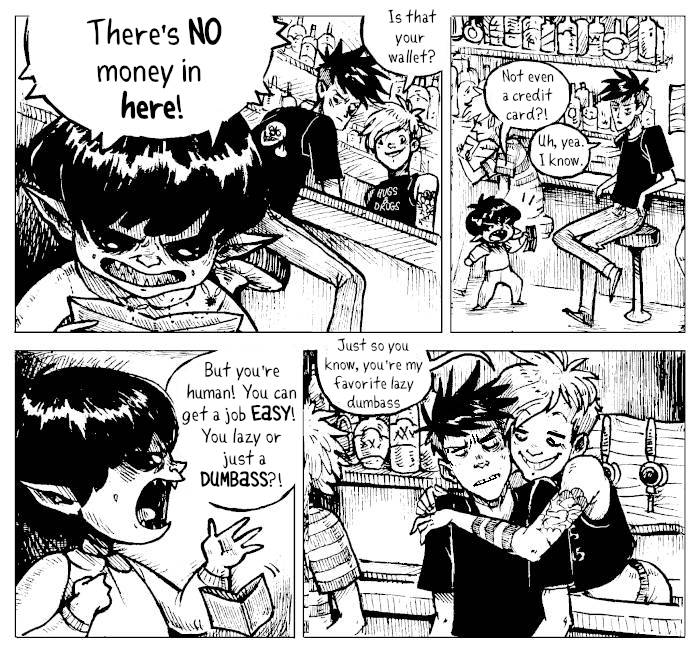 There's NO
money in
here!
Is that
your
wallet?
HUGS
&
DRUGS
Not even
a credit
card?!
Uh, yea.
I know.
But you're
human! You can
get a job EASY!
You lazy or
just a
DUMBASS?!
Just so you
know, you're my
favorite lazy
dumbass
XX